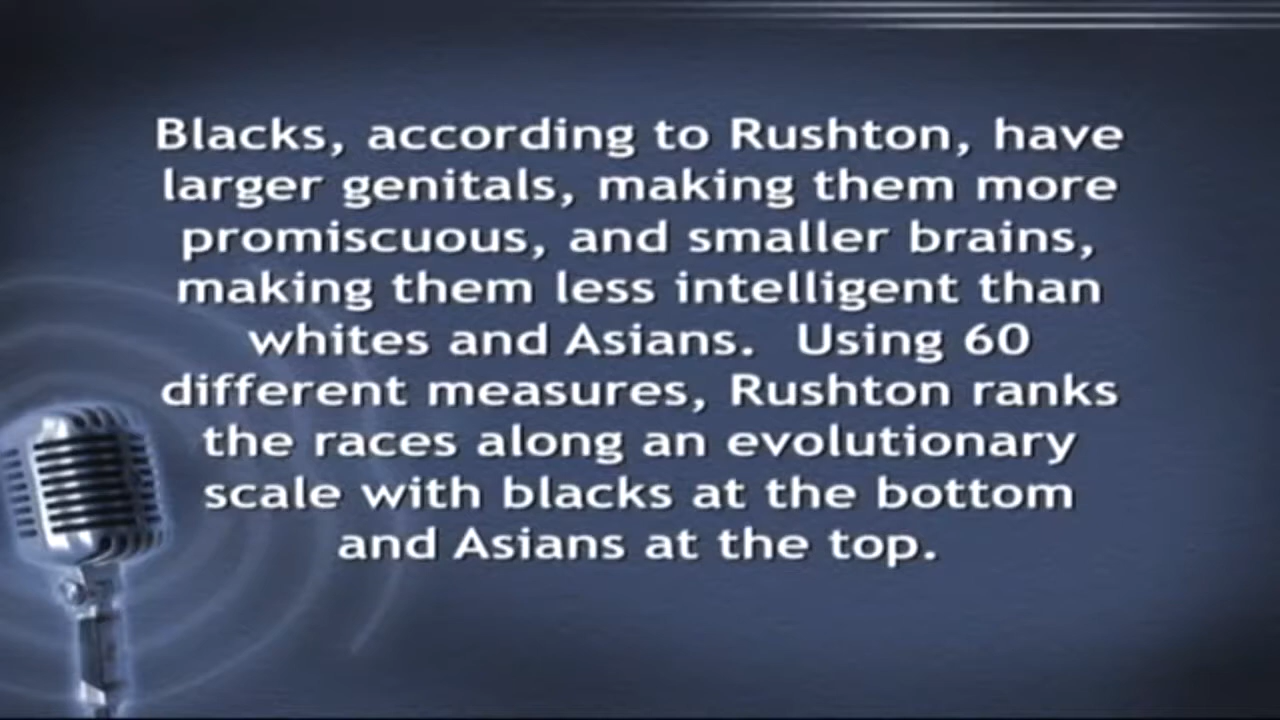 Blacks, according to Rushton, have
larger genitals, making them more
promiscuous, and smaller brains,
making them less intelligent than
whites and Asians.  Using 60
different measures, Rushton ranks
the races along an evolutionary
scale with blacks at the bottom
and Asians at the top.